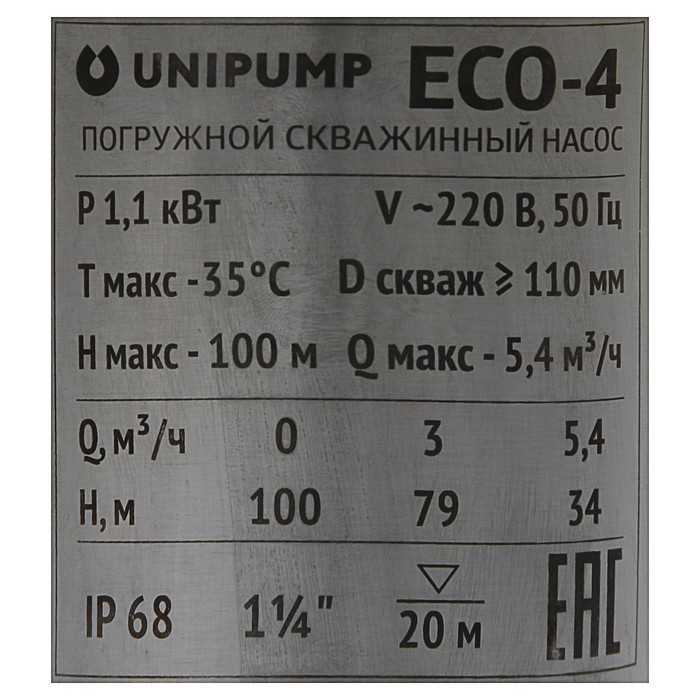 UNIPUMP ECO-4
ПОГРУЖНОЙ СКВАЖИННЫЙ НАСОС
P 1,1 кВт V ~220 В, 50 Гц
T макс -35°C D скваж ⩾ 110 мм
H макс - 100 м Q макс - 5,4 м³/ч
Q, м³/ч 0 3 5,4
H, м 100 79 34
IP 68 1¼" 20 м EAC